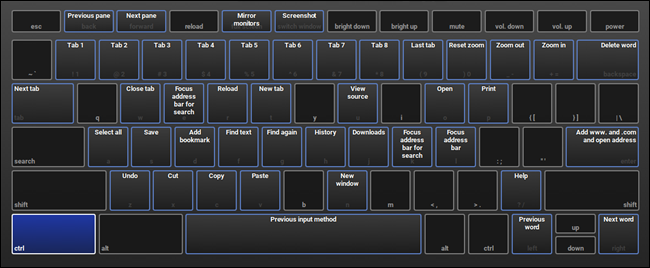 esc
Previous pane
back
Next pane
forward
reload
Mirror
monitors
Screenshot
switch window
bright down
bright up
mute
vol. down
vol. up
power
~ `
Tab 1
! 1
Tab 2
@ 2
Tab 3
# 3
Tab 4
$ 4
Tab 5
% 5
Tab 6
^ 6
Tab 7
& 7
Tab 8
* 8
Last tab
( 9
Reset zoom
) 0
Zoom out
_ -
Zoom in
+ =
Delete word
backspace
Next tab
tab
q
Close tab
w
Focus
address
bar for
search
e
Reload
r
New tab
t
y
View
source
u
i
Open
o
Print
p
{[
}]
|\
search
Select all
a
Save
s
Add
bookmark
d
Find text
f
Find again
g
History
h
Downloads
j
Focus
address
bar for
search
k
Focus
address
bar
l
: ;
" '
Add www. and .com
and open address
enter
shift
Undo
z
Cut
x
Copy
c
Paste
v
b
New
window
n
m
< ,
> .
Help
? /
shift
ctrl
alt
Previous input method
alt
ctrl
Previous
word
left
up
down
Next word
right